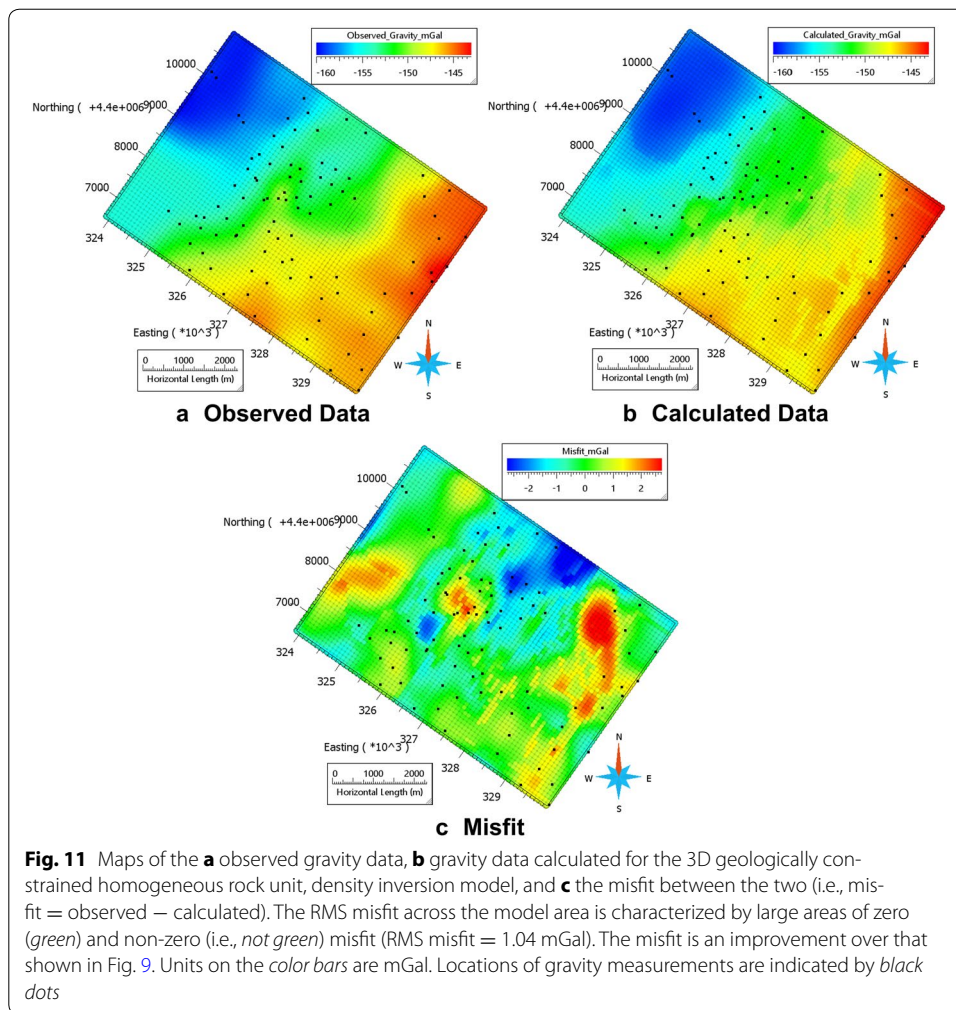 Observed_Gravity_mGal
-160 -155 -150 -145
10000
Northing ( +4.4e+006 )
9000
8000
7000
324
325
326
327
Easting ( *10^3 )
328
329
0 1000 2000
Horizontal Length (m)
N
W E
S
a Observed Data
Calculated_Gravity_mGal
-160 -155 -150 -145
10000
Northing ( +4.4e+006 )
9000
8000
7000
324
325
326
327
Easting ( *10^3 )
328
329
0 1000 2000
Horizontal Length (m)
N
W E
S
b Calculated Data
Misfit_mGal
-2 -1 0 1 2
10000
Northing ( +4.4e+006 )
9000
8000
7000
324
325
326
327
Easting ( *10^3 )
328
329
0 1000 2000
Horizontal Length (m)
N
W E
S
c Misfit
Fig. 11 Maps of the a observed gravity data, b gravity data calculated for the 3D geologically con-
strained homogeneous rock unit, density inversion model, and c the misfit between the two (i.e., mis-
fit = observed − calculated). The RMS misfit across the model area is characterized by large areas of zero
(green) and non-zero (i.e., not green) misfit (RMS misfit = 1.04 mGal). The misfit is an improvement over that
shown in Fig. 9. Units on the color bars are mGal. Locations of gravity measurements are indicated by black
dots